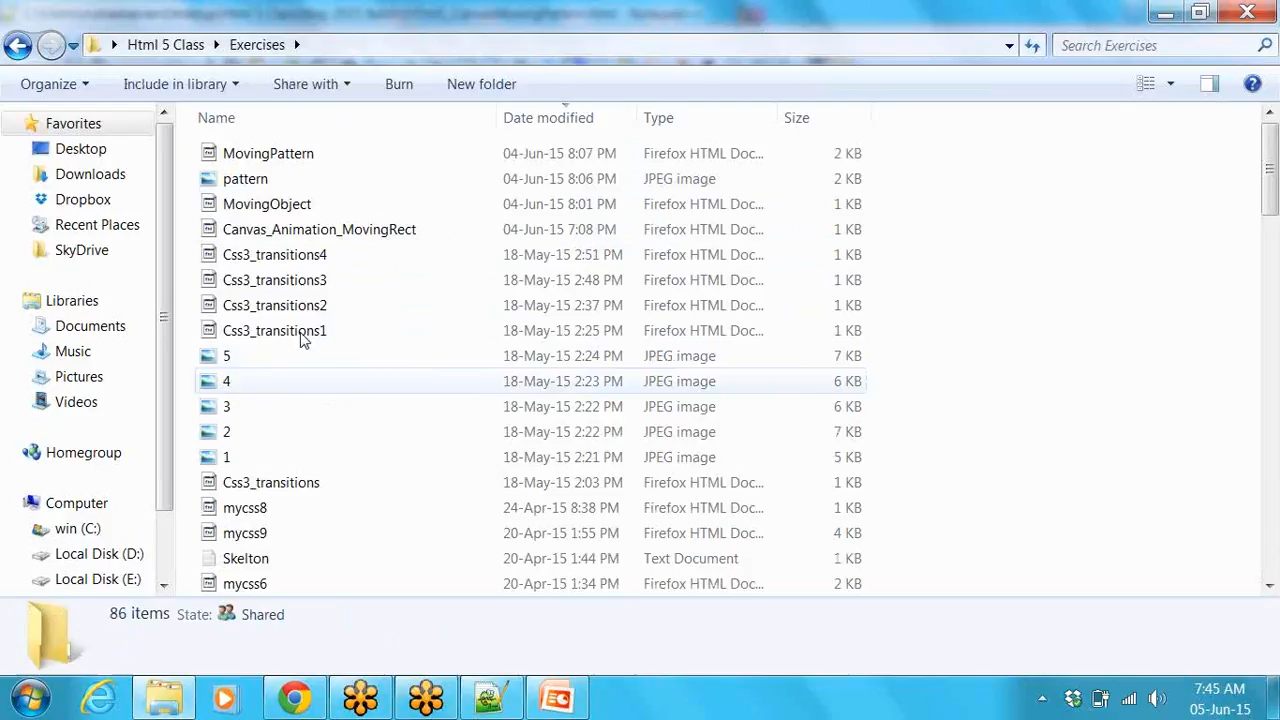 Html 5 Class Exercises Search Exercises
Organize Include in library Share with Burn New folder
Name Date modified Type Size
Favorites
Desktop
Downloads
Dropbox
Recent Places
SkyDrive
Libraries
Documents
Music
Pictures
Videos
Homegroup
Computer
win (C:)
Local Disk (D:)
Local Disk (E:)
MovingPattern 04-Jun-15 8:07 PM Firefox HTML Doc... 2 KB
pattern 04-Jun-15 8:06 PM JPEG image 2 KB
MovingObject 04-Jun-15 8:01 PM Firefox HTML Doc... 1 KB
Canvas_Animation_MovingRect 04-Jun-15 7:08 PM Firefox HTML Doc... 1 KB
Css3_transitions4 18-May-15 2:51 PM Firefox HTML Doc... 1 KB
Css3_transitions3 18-May-15 2:48 PM Firefox HTML Doc... 1 KB
Css3_transitions2 18-May-15 2:37 PM Firefox HTML Doc... 1 KB
Css3_transitions1 18-May-15 2:25 PM Firefox HTML Doc... 1 KB
5 18-May-15 2:24 PM JPEG image 7 KB
4 18-May-15 2:23 PM JPEG image 6 KB
3 18-May-15 2:22 PM JPEG image 6 KB
2 18-May-15 2:22 PM JPEG image 7 KB
1 18-May-15 2:21 PM JPEG image 5 KB
Css3_transitions 18-May-15 2:03 PM Firefox HTML Doc... 1 KB
mycss8 24-Apr-15 8:38 PM Firefox HTML Doc... 1 KB
mycss9 20-Apr-15 1:55 PM Firefox HTML Doc... 4 KB
Skelton 20-Apr-15 1:44 PM Text Document 1 KB
mycss6 20-Apr-15 1:34 PM Firefox HTML Doc... 2 KB
86 items State: Shared
7:45 AM
05-Jun-15